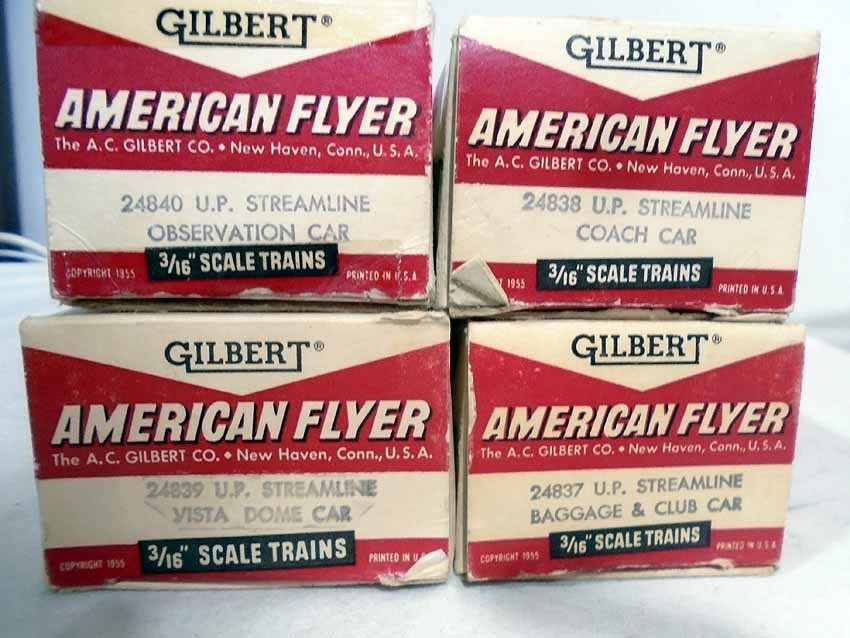 GILBERT®
AMERICAN FLYER
The A.C. GILBERT CO. • New Haven, Conn., U.S.A.
24840 U.P. STREAMLINE
OBSERVATION CAR
3/16" SCALE TRAINS
COPYRIGHT 1955
PRINTED IN U.S.A.
GILBERT®
AMERICAN FLYER
The A.C. GILBERT CO. • New Haven, Conn., U.S.A.
24838 U.P. STREAMLINE
COACH CAR
3/16" SCALE TRAINS
T 1955
PRINTED IN U.S.A.
GILBERT®
AMERICAN FLYER
The A.C. GILBERT CO. • New Haven, Conn., U.S.A.
24839 U.P. STREAMLINE
VISTA DOME CAR
3/16" SCALE TRAINS
COPYRIGHT 1955
PRINTED IN U
GILBERT®
AMERICAN FLYER
The A.C. GILBERT CO. • New Haven, Conn., U.S.A.
24837 U.P. STREAMLINE
BAGGAGE & CLUB CAR
3/16" SCALE TRAINS
COPYRIGHT 1955
PRINTED IN U.S.A.